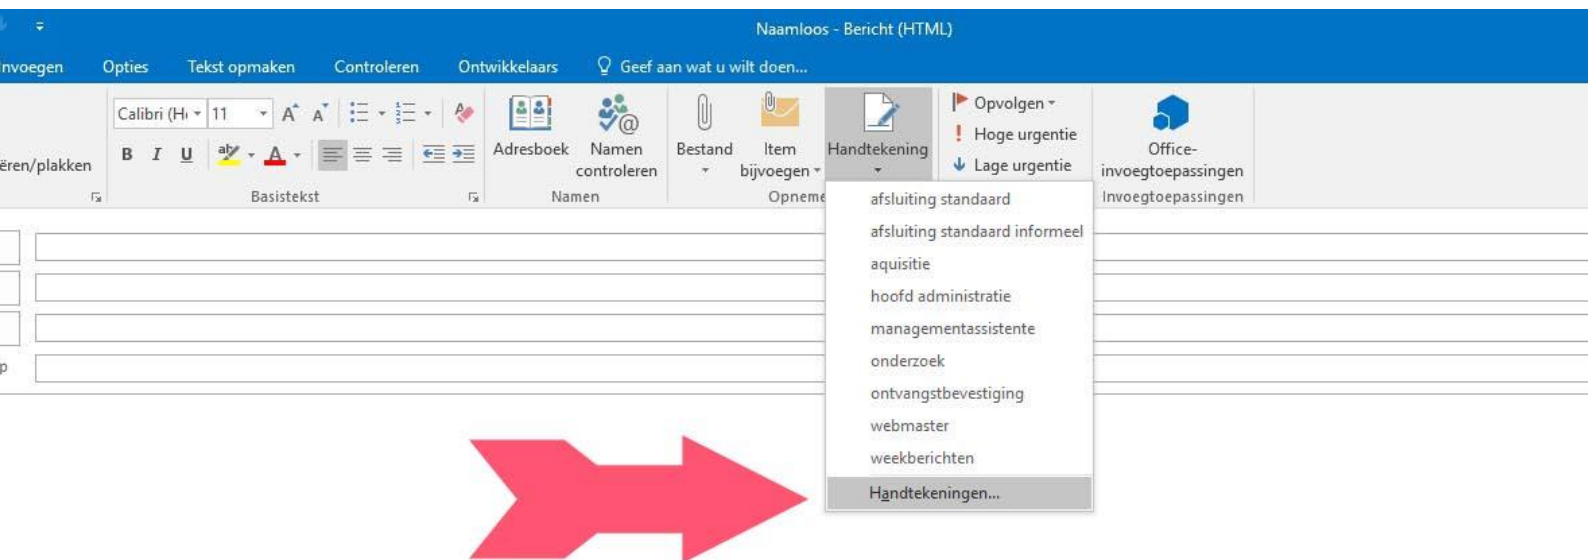 Naamloos - Bericht (HTML)
nvoegen Opties Tekst opmaken Controleren Ontwikkelaars Geef aan wat u wilt doen...
Calibri (H 11 A A
B I U aby A
ëren/plakken
Basistekst
Adresboek
Namen
controleren
Namen
Bestand
Item
bijvoegen
Opneme
Handtekening
Opvolgen
Hoge urgentie
Lage urgentie
Office-
invoegtoepassingen
Invoegtoepassingen
p
afsluiting standaard
afsluiting standaard informeel
aquisitie
hoofd administratie
managementassistente
onderzoek
ontvangstbevestiging
webmaster
weekberichten
Handtekeningen...